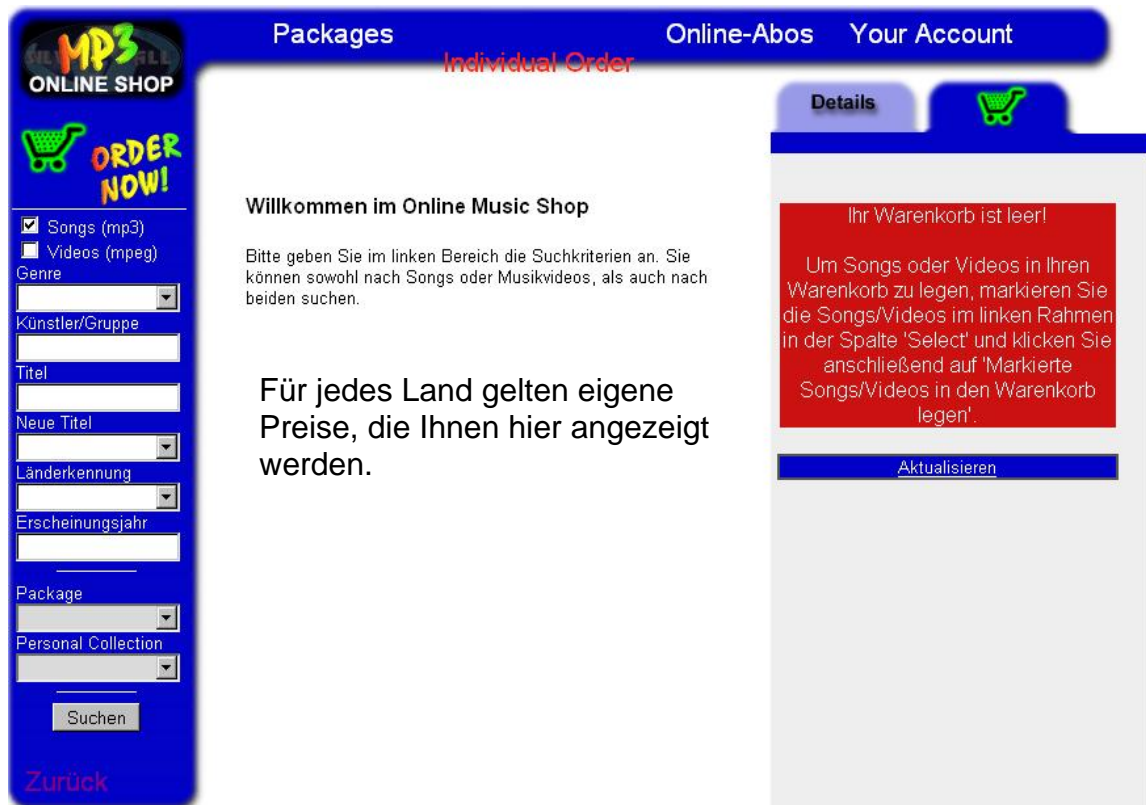 MP3
ONLINE SHOP
Packages
Individual Order
Online-Abos
Your Account
ORDER
NOW!
Songs (mp3)
Videos (mpeg)
Genre
Künstler/Gruppe
Titel
Neue Titel
Länderkennung
Erscheinungsjahr
Package
Personal Collection
Suchen
Zurück
Willkommen im Online Music Shop
Bitte geben Sie im linken Bereich die Suchkriterien an. Sie
können sowohl nach Songs oder Musikvideos, als auch nach
beiden suchen.
Für jedes Land gelten eigene
Preise, die Ihnen hier angezeigt
werden.
Details
Ihr Warenkorb ist leer!
Um Songs oder Videos in Ihren
Warenkorb zu legen, markieren Sie
die Songs/Videos im linken Rahmen
in der Spalte 'Select' und klicken Sie
anschließend auf 'Markierte
Songs/Videos in den Warenkorb
legen'.
Aktualisieren